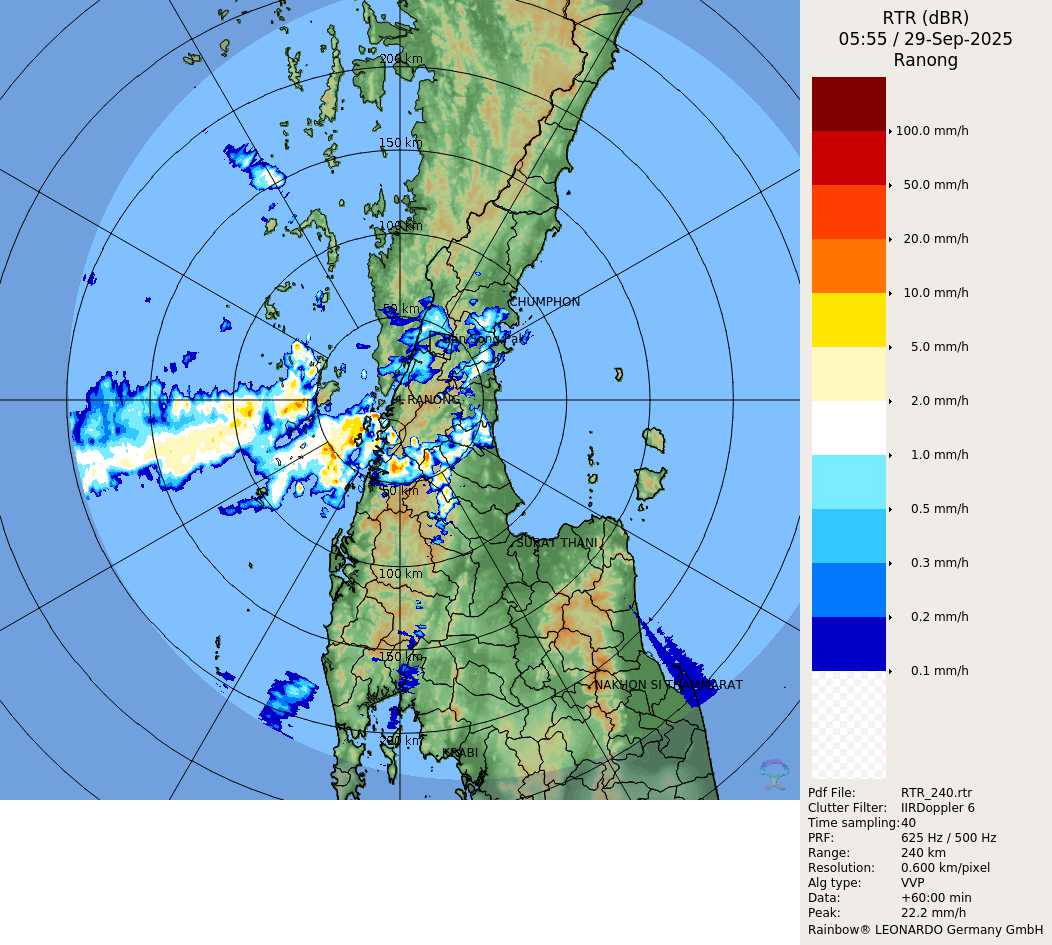 RTR (dBR)
05:55 / 29-Sep-2025
Ranong
200 km
150 km
100 km
50 km
CHUMPHON
RANONG
50 km
SURAT THANI
100 km
150 km
NAKHON SI THAMMARAT
200 km
KRABI
100.0 mm/h
50.0 mm/h
20.0 mm/h
10.0 mm/h
5.0 mm/h
2.0 mm/h
1.0 mm/h
0.5 mm/h
0.3 mm/h
0.2 mm/h
0.1 mm/h
Pdf File: RTR_240.rtr
Clutter Filter: IIRDoppler 6
Time sampling: 40
PRF: 625 Hz / 500 Hz
Range: 240 km
Resolution: 0.600 km/pixel
Alg type: VVP
Data: +60:00 min
Peak: 22.2 mm/h
Rainbow® LEONARDO Germany GmbH